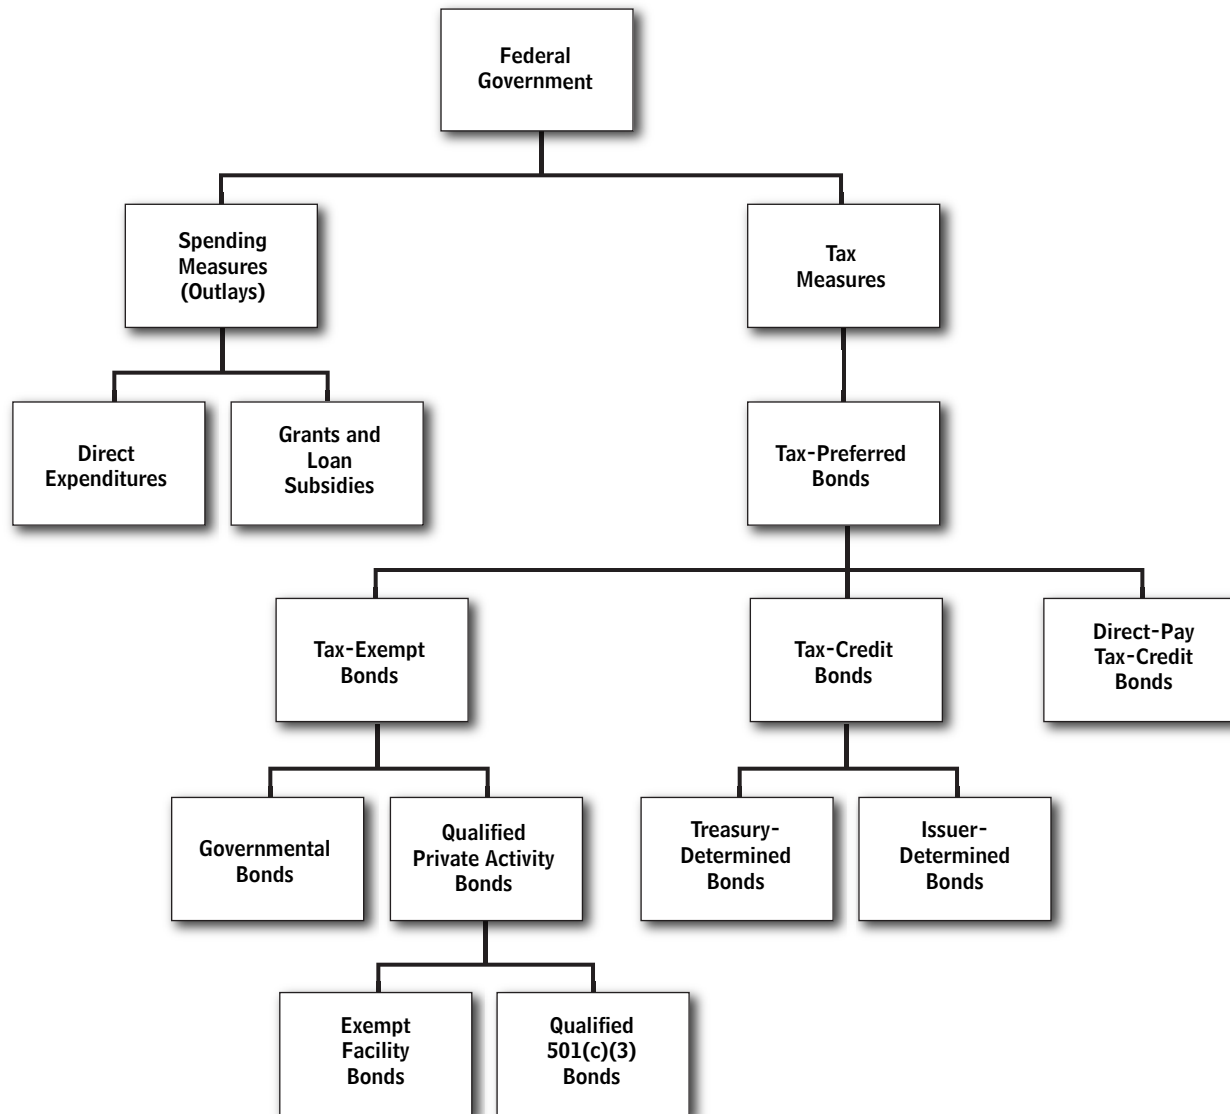 Federal
Government
Spending
Measures
(Outlays)
Tax
Measures
Direct
Expenditures
Grants and
Loan
Subsidies
Tax-Preferred
Bonds
Tax-Exempt
Bonds
Tax-Credit
Bonds
Direct-Pay
Tax-Credit
Bonds
Governmental
Bonds
Qualified
Private Activity
Bonds
Treasury-
Determined
Bonds
Issuer-
Determined
Bonds
Exempt
Facility
Bonds
Qualified
501(c)(3)
Bonds